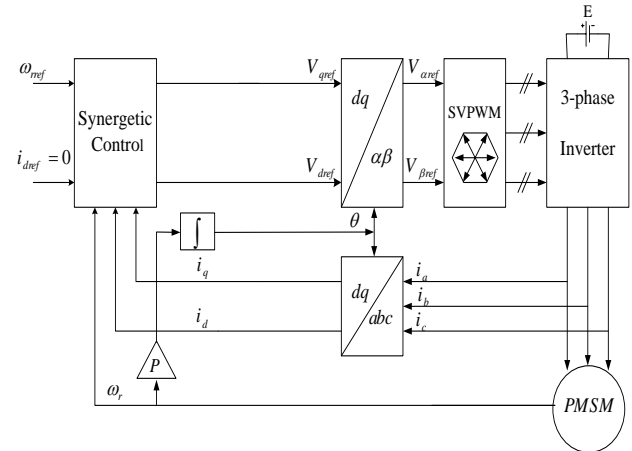 E
+ -
ω_rref
V_qref
V_αref
dq
SVPWM
3-phase
Synergetic
Control
Inverter
i_dref = 0
V_dref
αβ
V_βref
∫
θ
i_q
dq
i_a
i_b
i_d
abc
i_c
P
ω_r
PMSM